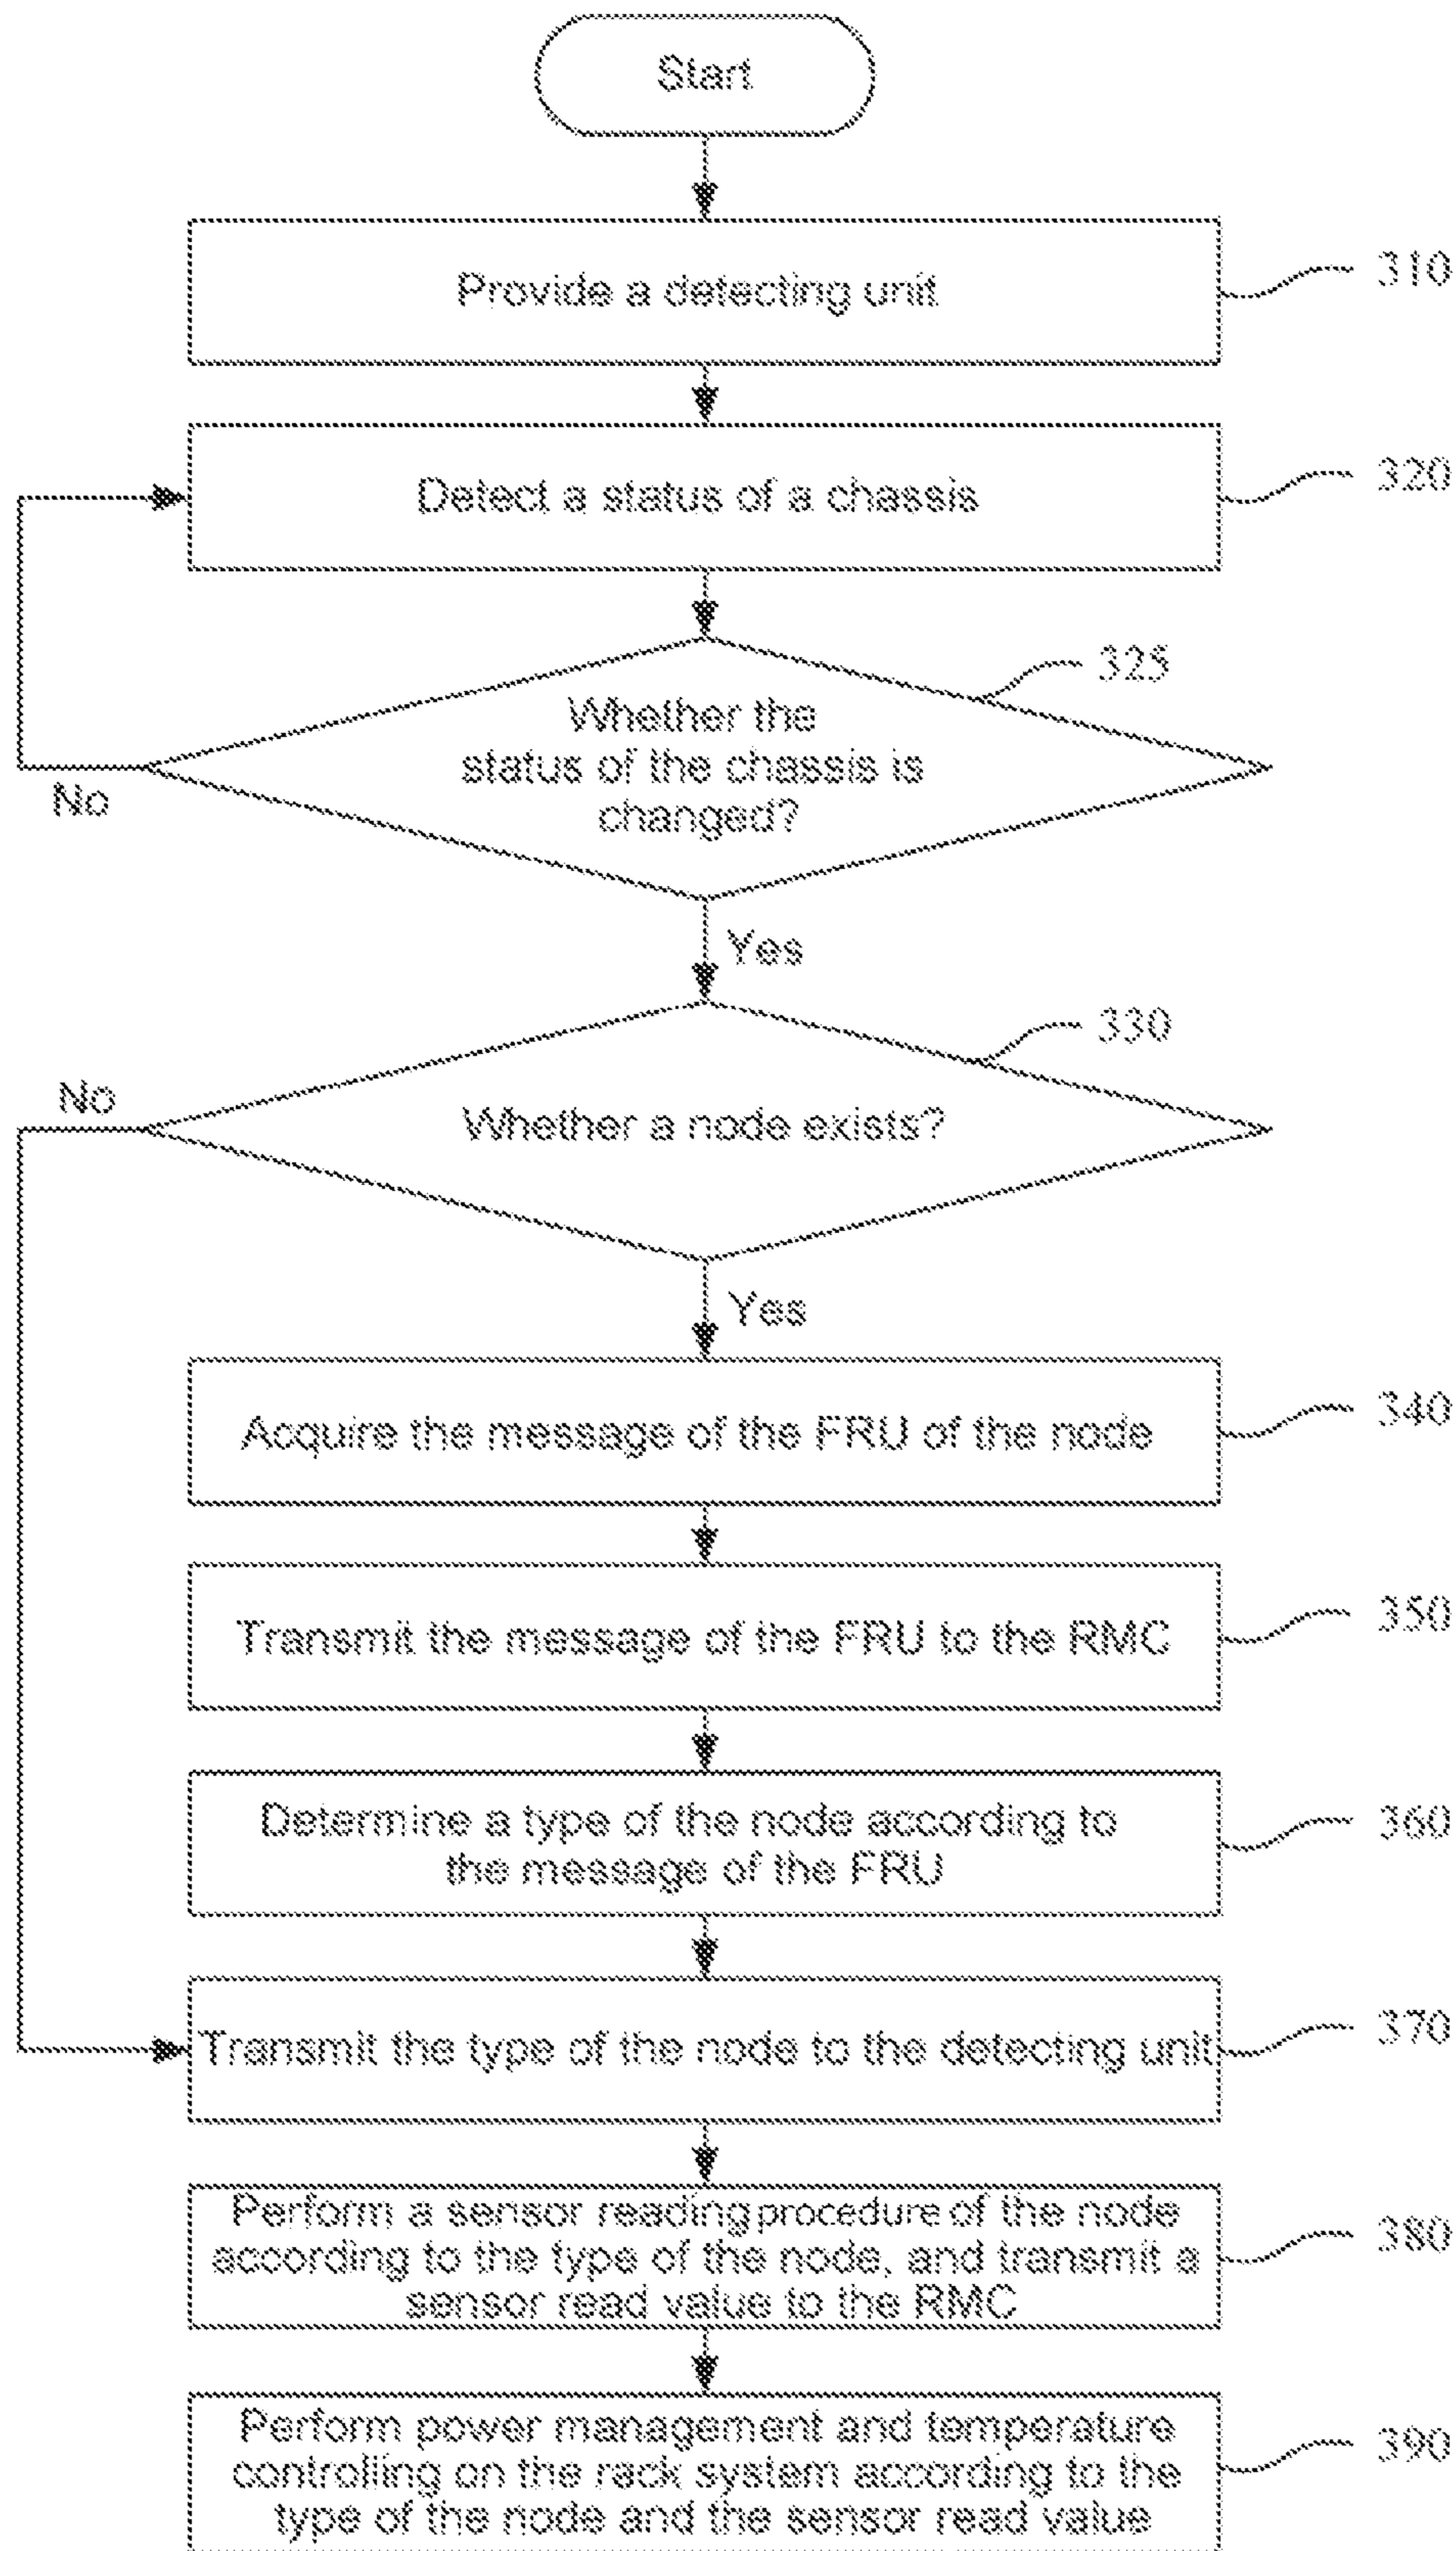 Start
Provide a detecting unit
310
Detect a status of a chassis
320
325
Whether the
status of the chassis is
changed?
No
Yes
330
No
Whether a node exists?
Yes
Acquire the message of the FRU of the node
340
Transmit the message of the FRU to the RMC
350
Determine a type of the node according to
the message of the FRU
360
Transmit the type of the node to the detecting unit
370
Perform a sensor reading procedure of the node
according to the type of the node, and transmit a
sensor read value to the RMC
380
Perform power management and temperature
controlling on the rack system according to the
type of the node and the sensor read value
390